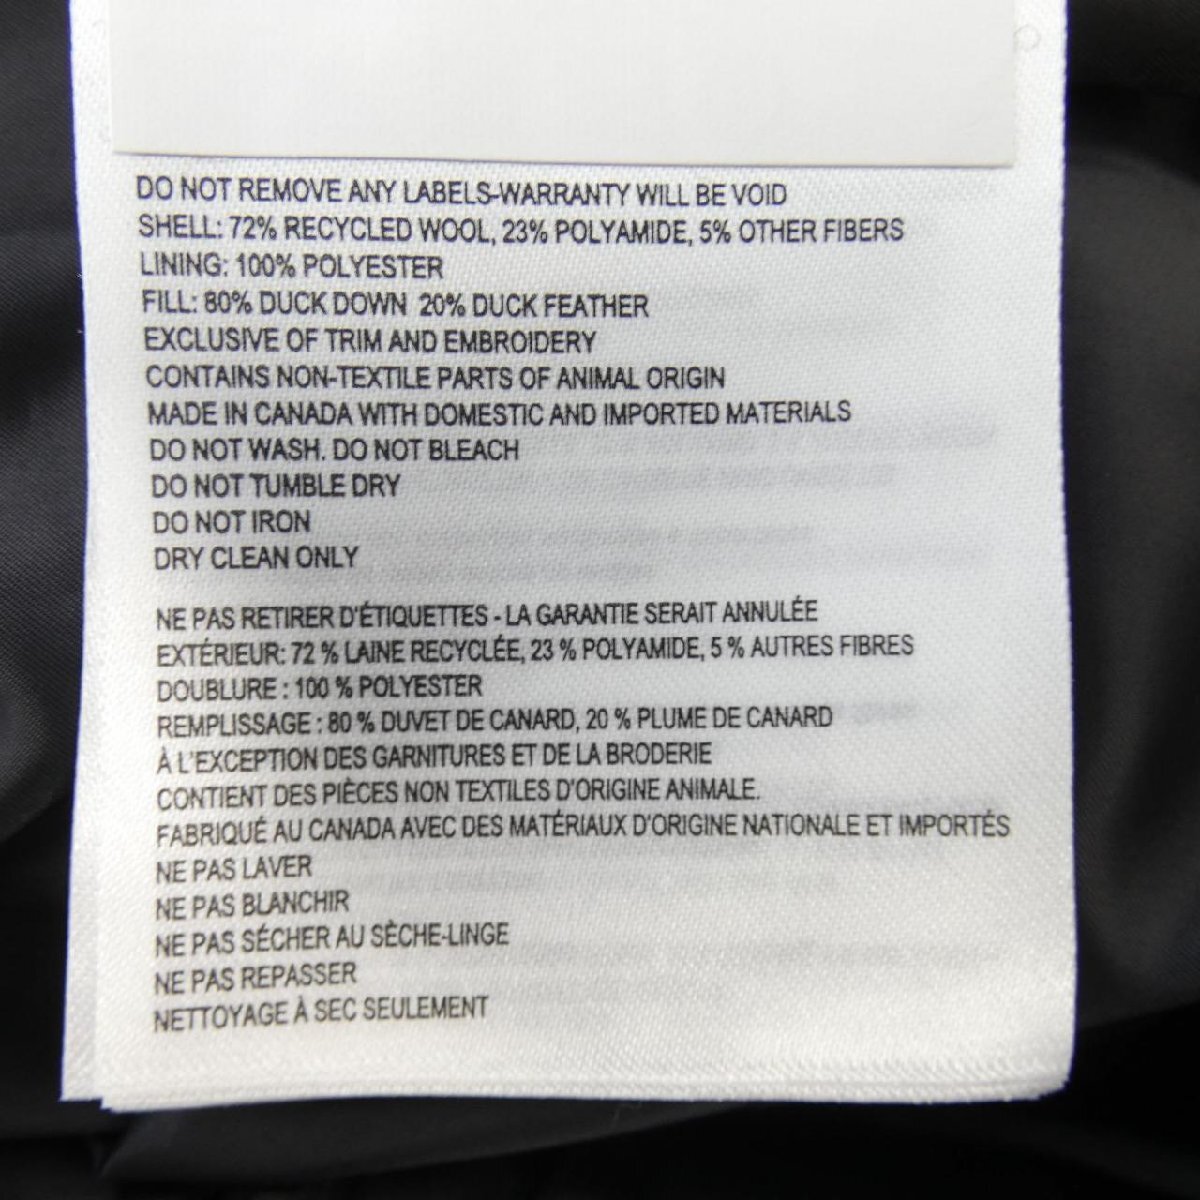 DO NOT REMOVE ANY LABELS-WARRANTY WILL BE VOID
SHELL: 72% RECYCLED WOOL, 23% POLYAMIDE, 5% OTHER FIBERS
LINING: 100% POLYESTER
FILL: 80% DUCK DOWN 20% DUCK FEATHER
EXCLUSIVE OF TRIM AND EMBROIDERY
CONTAINS NON-TEXTILE PARTS OF ANIMAL ORIGIN
MADE IN CANADA WITH DOMESTIC AND IMPORTED MATERIALS
DO NOT WASH. DO NOT BLEACH
DO NOT TUMBLE DRY
DO NOT IRON
DRY CLEAN ONLY
NE PAS RETIRER D'ÉTIQUETTES - LA GARANTIE SERAIT ANNULÉE
EXTÉRIEUR: 72 % LAINE RECYCLÉE, 23 % POLYAMIDE, 5 % AUTRES FIBRES
DOUBLURE : 100 % POLYESTER
REMPLISSAGE : 80 % DUVET DE CANARD, 20 % PLUME DE CANARD
À L'EXCEPTION DES GARNITURES ET DE LA BRODERIE
CONTIENT DES PIÈCES NON TEXTILES D'ORIGINE ANIMALE.
FABRIQUÉ AU CANADA AVEC DES MATÉRIAUX D'ORIGINE NATIONALE ET IMPORTÉS
NE PAS LAVER
NE PAS BLANCHIR
NE PAS SÉCHER AU SÈCHE-LINGE
NE PAS REPASSER
NETTOYAGE À SEC SEULEMENT